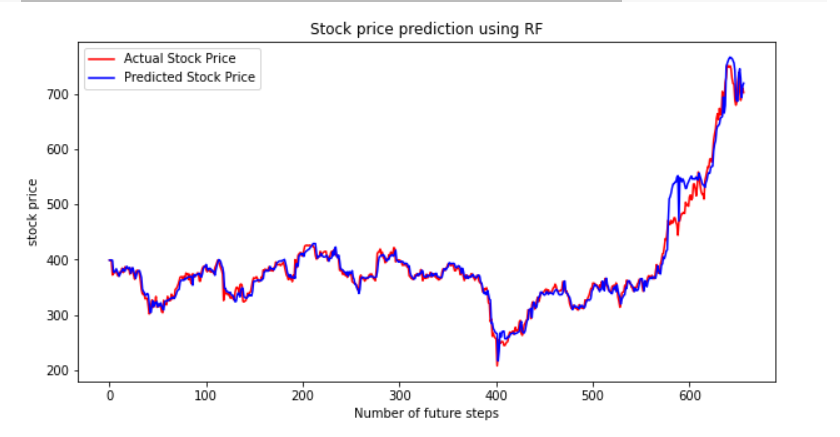 Stock price prediction using RF
Actual Stock Price
Predicted Stock Price
700
600
500
400
300
200
stock price
0 100 200 300 400 500 600
Number of future steps